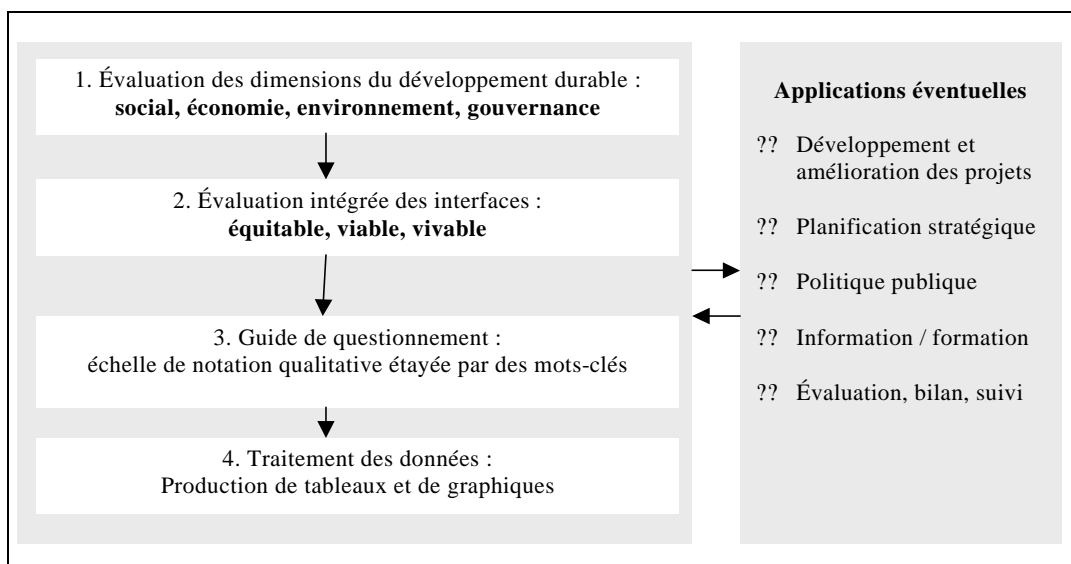 1. Évaluation des dimensions du développement durable :
social, économie, environnement, gouvernance
2. Évaluation intégrée des interfaces :
équitable, viable, vivable
3. Guide de questionnement :
échelle de notation qualitative étayée par des mots-clés
4. Traitement des données :
Production de tableaux et de graphiques
Applications éventuelles
?? Développement et
amélioration des projets
?? Planification stratégique
?? Politique publique
?? Information / formation
?? Évaluation, bilan, suivi